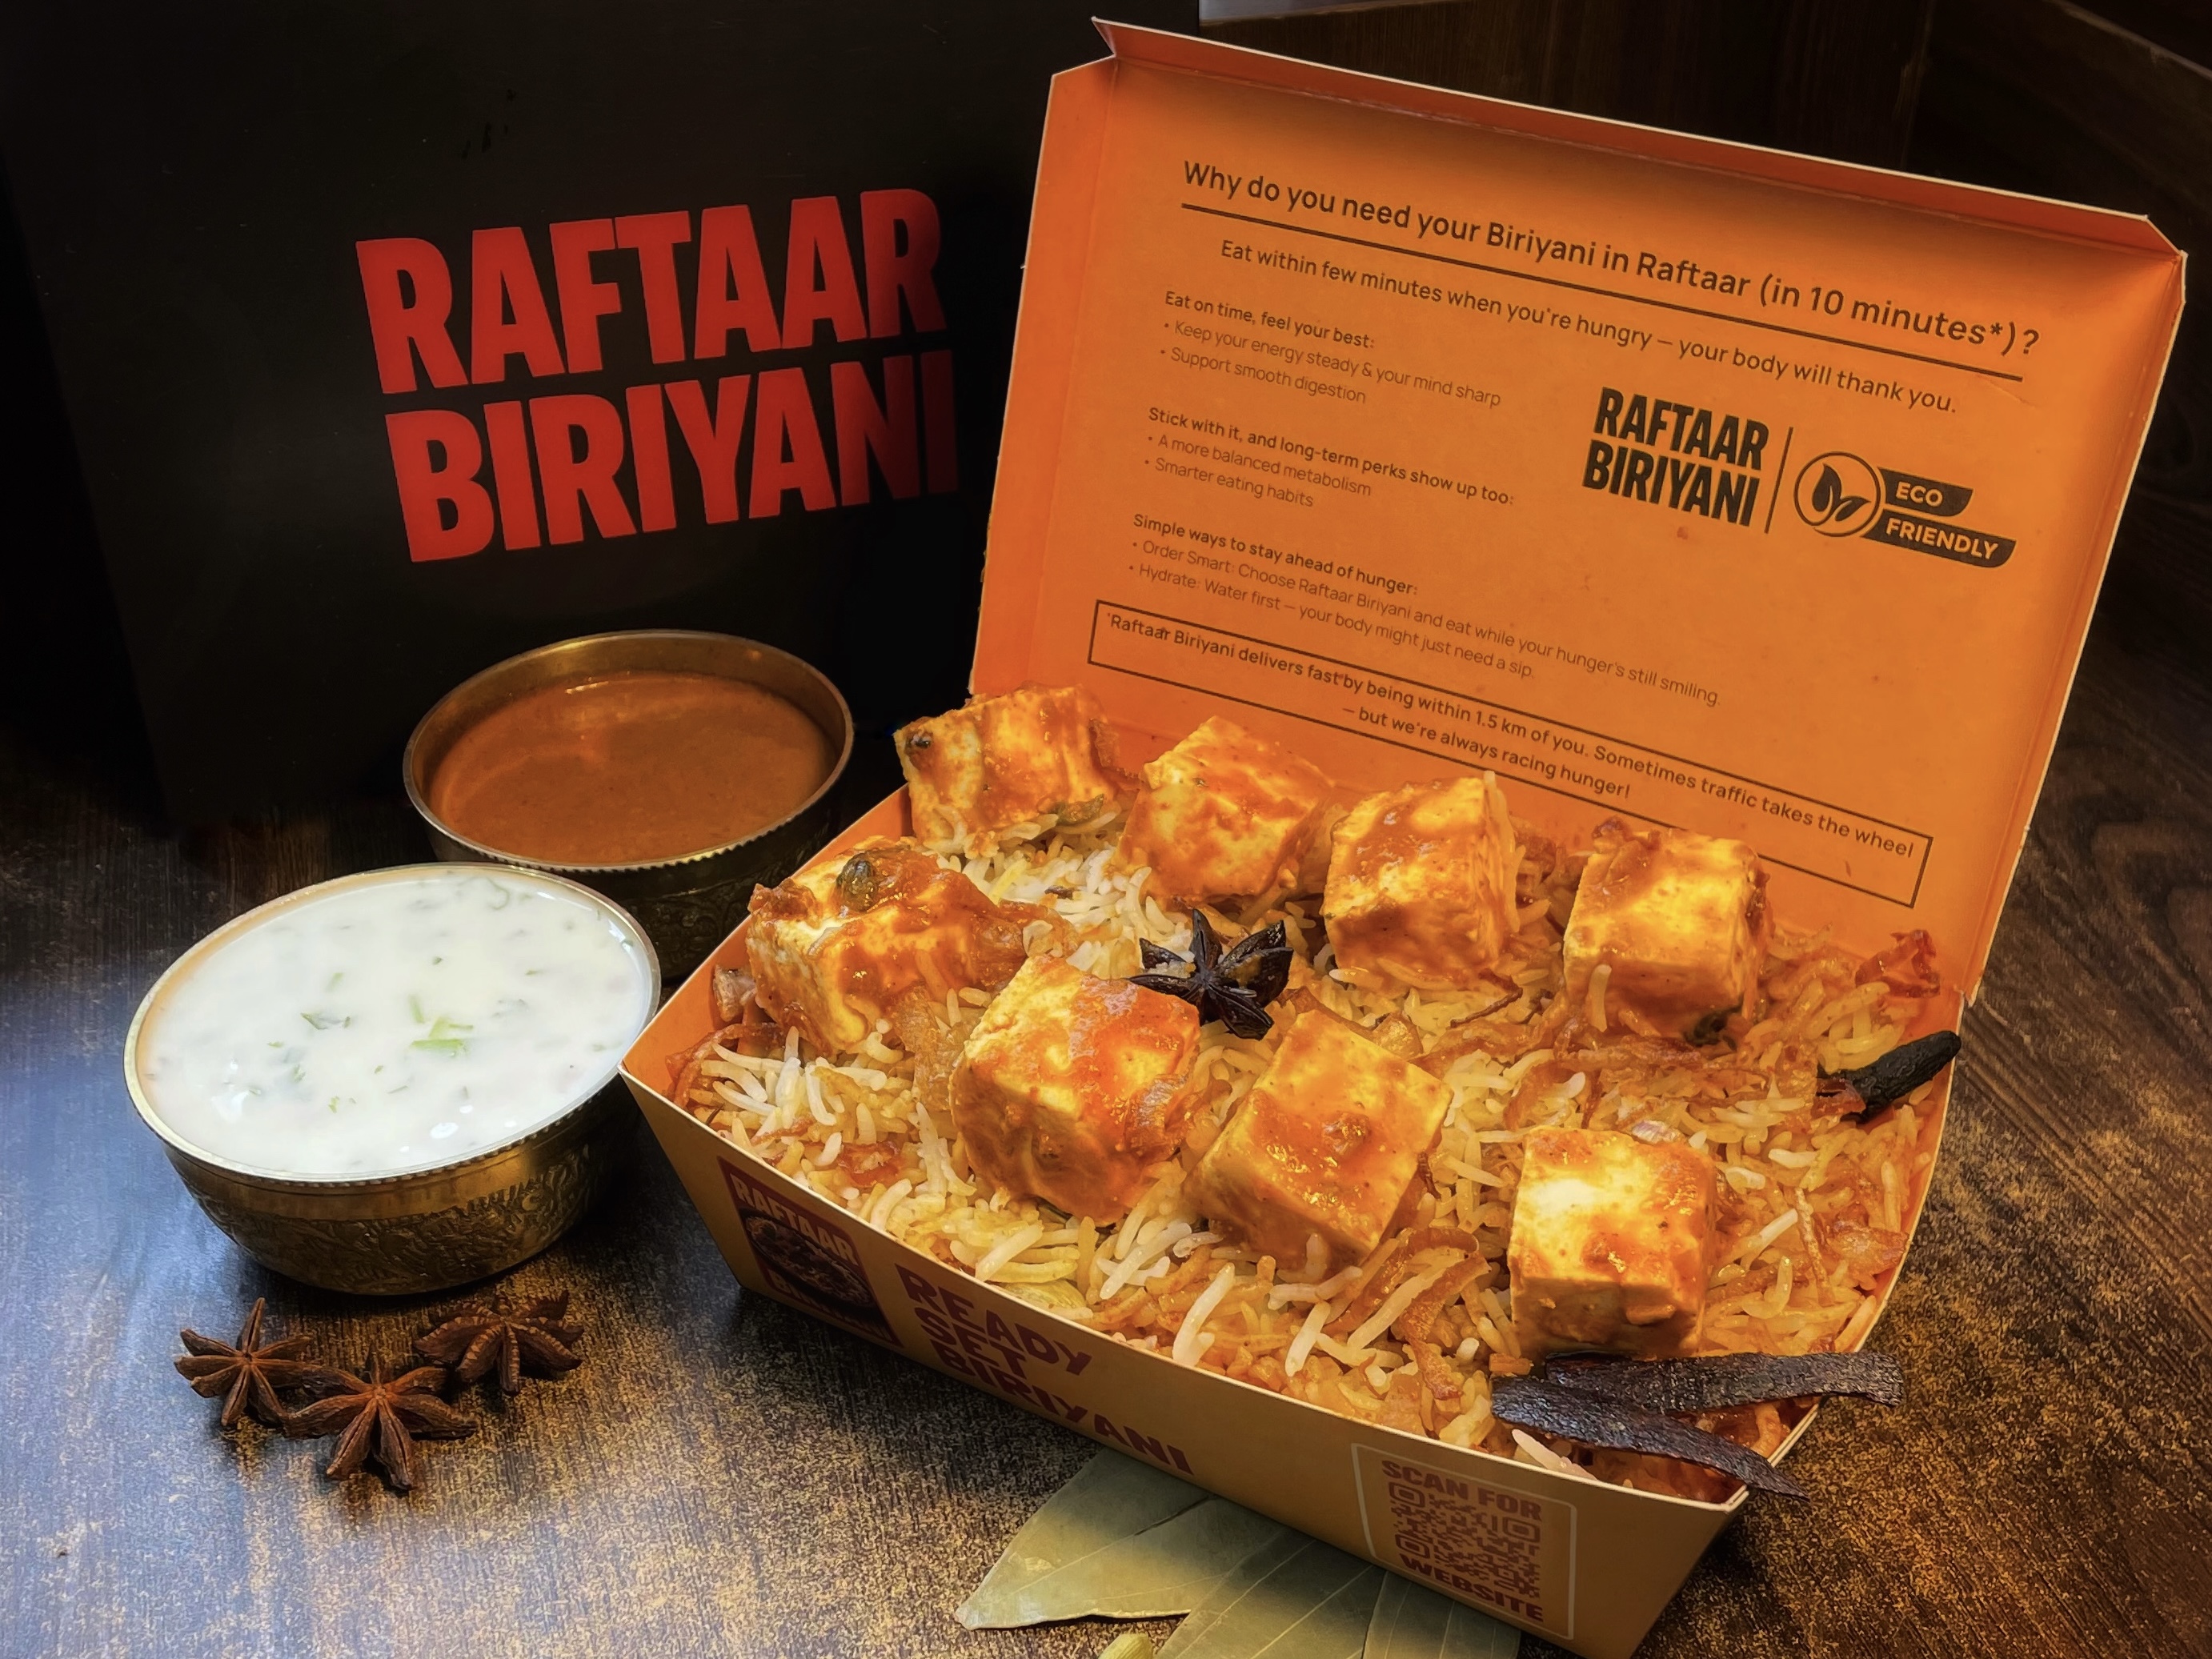 RAFTAAR
BIRIYANI
Why do you need your Biriyani in Raftaar (in 10 minutes*)?
Eat within few minutes when you're hungry – your body will thank you.
Eat on time, feel your best:
• Keep your energy steady & your mind sharp
• Support smooth digestion
Stick with it, and long-term perks show up too:
• A more balanced metabolism
• Smarter eating habits
Simple ways to stay ahead of hunger:
• Order Smart: Choose Raftaar Biriyani and eat while your hunger's still smiling.
• Hydrate: Water first – your body might just need a sip.
RAFTAAR
BIRIYANI
ECO
FRIENDLY
*Raftaar Biriyani delivers fast by being within 1.5 km of you. Sometimes traffic takes the wheel
– but we're always racing hunger!
RAFTAAR
READY
SET
BIRIYANI
SCAN FOR
WEBSITE